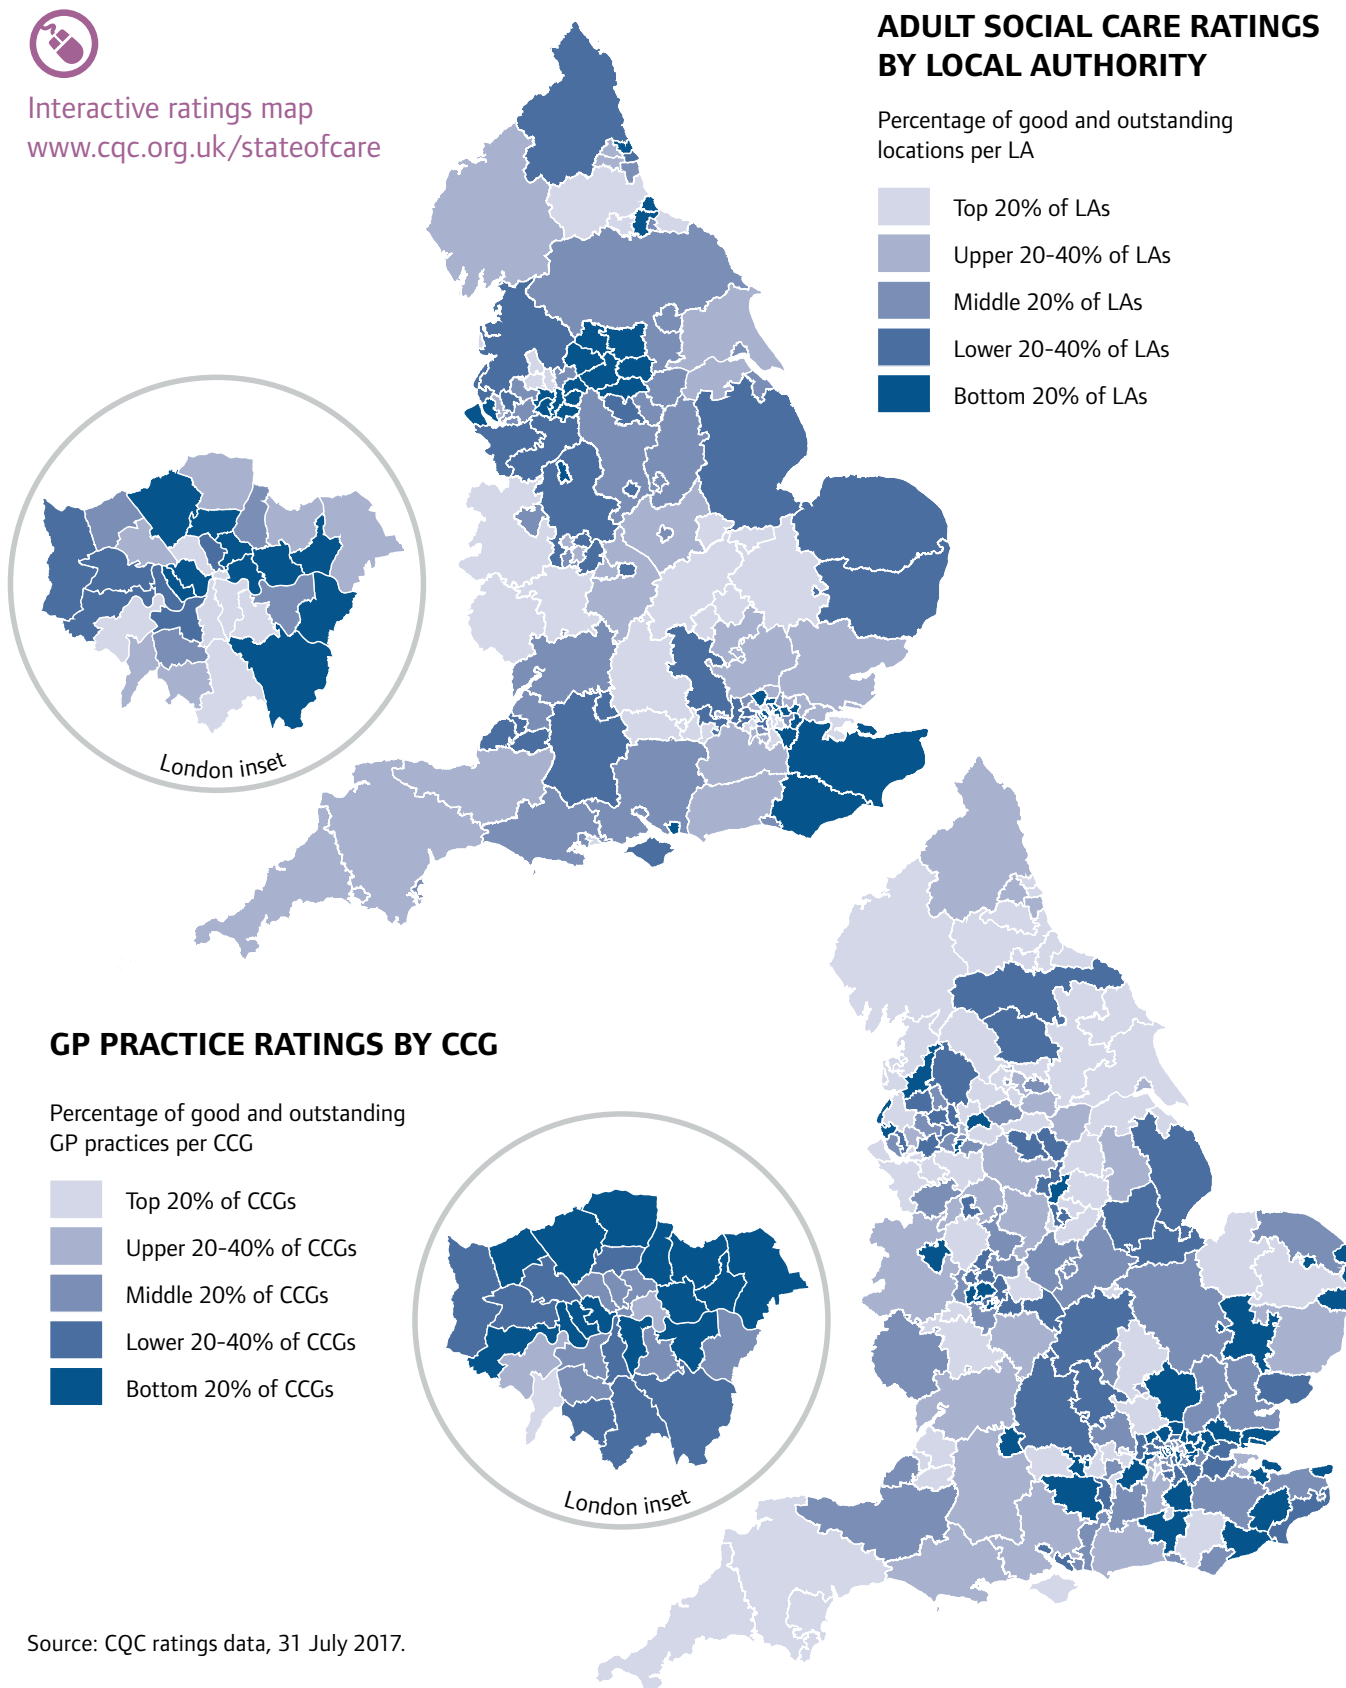 Interactive ratings map
www.cqc.org.uk/stateofcare
ADULT SOCIAL CARE RATINGS
BY LOCAL AUTHORITY
Percentage of good and outstanding
locations per LA
Top 20% of LAs
Upper 20-40% of LAs
Middle 20% of LAs
Lower 20-40% of LAs
Bottom 20% of LAs
London inset
GP PRACTICE RATINGS BY CCG
Percentage of good and outstanding
GP practices per CCG
Top 20% of CCGs
Upper 20-40% of CCGs
Middle 20% of CCGs
Lower 20-40% of CCGs
Bottom 20% of CCGs
London inset
Source: CQC ratings data, 31 July 2017.